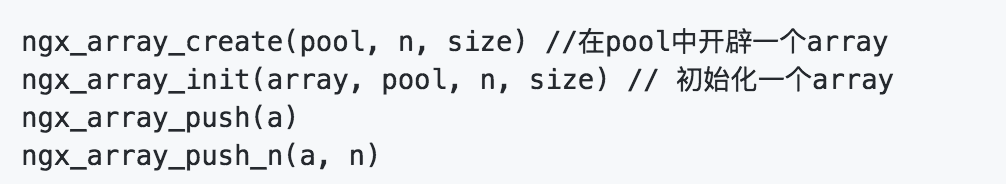 ngx_array_create(pool, n, size) //在pool中开辟一个array
ngx_array_init(array, pool, n, size) // 初始化一个array
ngx_array_push(a)
ngx_array_push_n(a, n)